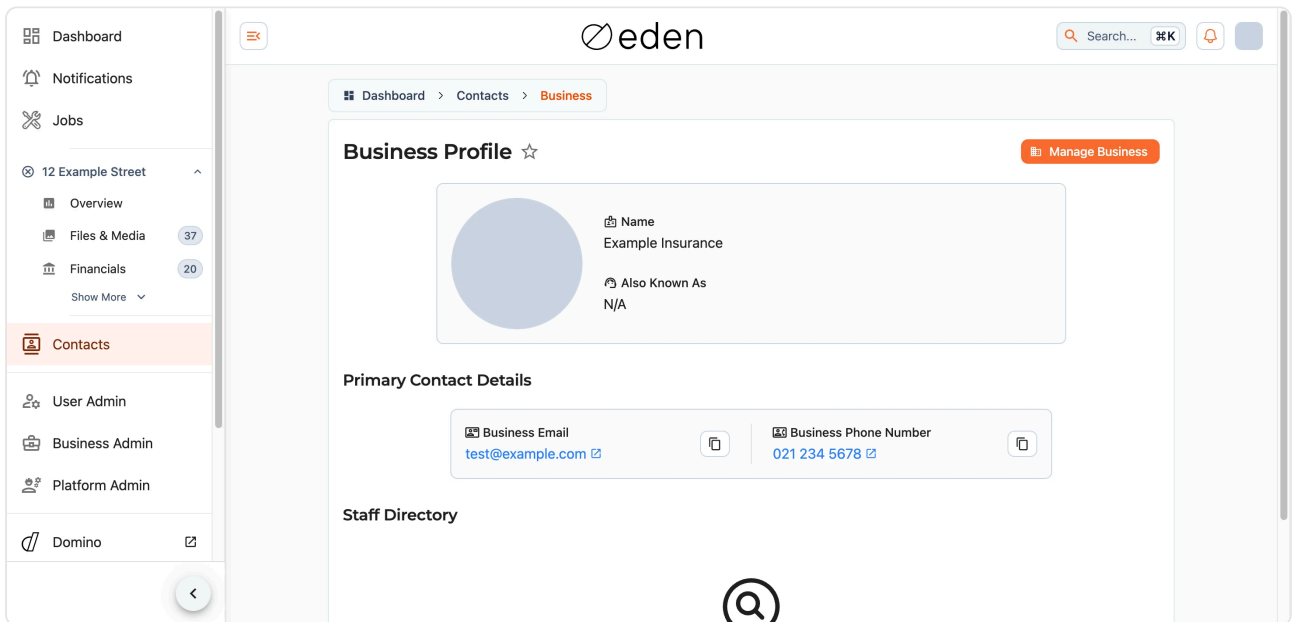 Dashboard
Notifications
Jobs
12 Example Street
Overview
Files & Media 37
Financials 20
Show More
Contacts
User Admin
Business Admin
Platform Admin
Domino
eden
Search... ⌘K
Dashboard > Contacts > Business
Business Profile
Manage Business
Name
Example Insurance
Also Known As
N/A
Primary Contact Details
Business Email
test@example.com
Business Phone Number
021 234 5678
Staff Directory